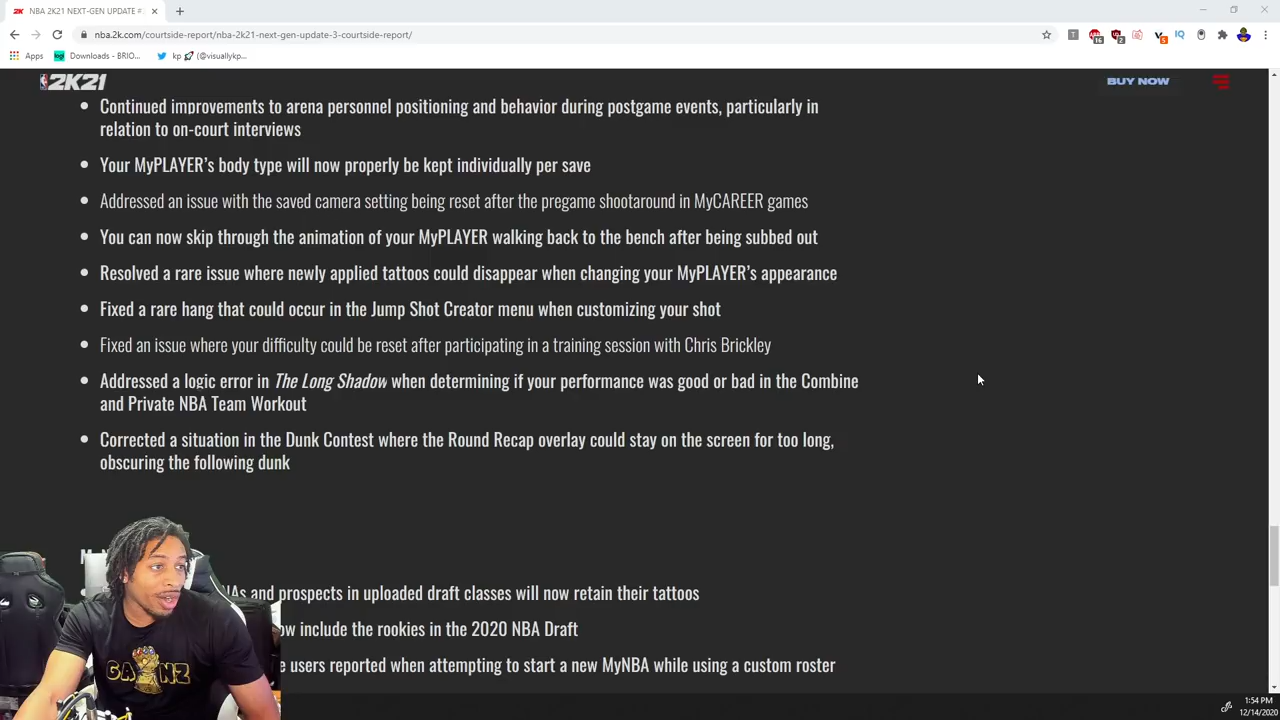 NBA 2K21 NEXT-GEN UPDATE #
nba.2k.com/courtside-report/nba-2k21-next-gen-update-3-courtside-report/
Apps Downloads - BRIO... kp 🚀 (@visuallykp...
NBA 2K21 BUY NOW
• Continued improvements to arena personnel positioning and behavior during postgame events, particularly in
relation to on-court interviews
• Your MyPLAYER's body type will now properly be kept individually per save
• Addressed an issue with the saved camera setting being reset after the pregame shootaround in MyCAREER games
• You can now skip through the animation of your MyPLAYER walking back to the bench after being subbed out
• Resolved a rare issue where newly applied tattoos could disappear when changing your MyPLAYER's appearance
• Fixed a rare hang that could occur in the Jump Shot Creator menu when customizing your shot
• Fixed an issue where your difficulty could be reset after participating in a training session with Chris Brickley
• Addressed a logic error in The Long Shadow when determining if your performance was good or bad in the Combine
and Private NBA Team Workout
• Corrected a situation in the Dunk Contest where the Round Recap overlay could stay on the screen for too long,
obscuring the following dunk
and prospects in uploaded draft classes will now retain their tattoos
include the rookies in the 2020 NBA Draft
users reported when attempting to start a new MyNBA while using a custom roster
GAINZ
1:54 PM
12/14/2020